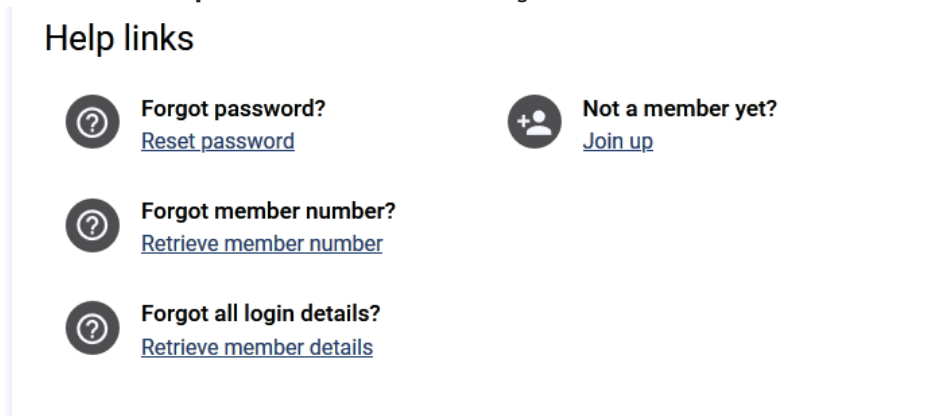 Help links
Forgot password?
Reset password
Not a member yet?
Join up
Forgot member number?
Retrieve member number
Forgot all login details?
Retrieve member details